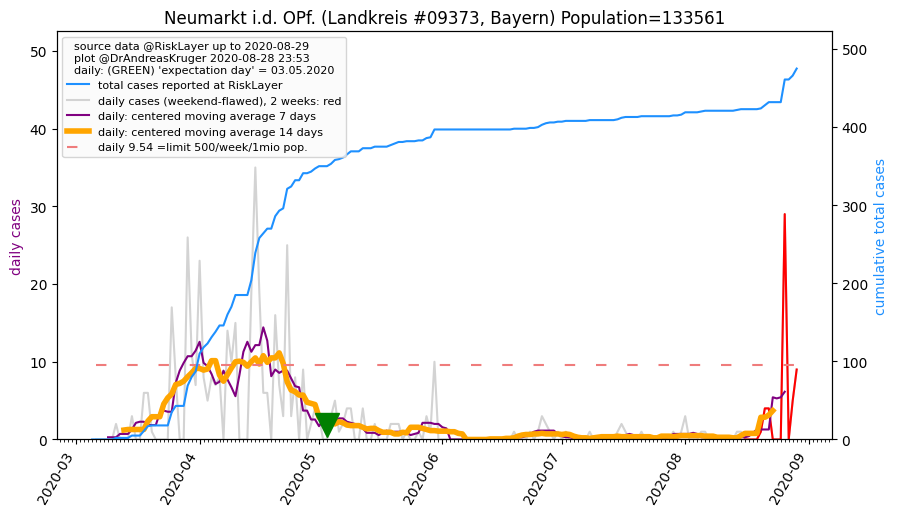 Neumarkt i.d. OPf. (Landkreis #09373, Bayern) Population=133561
source data @RiskLayer up to 2020-08-29
plot @DrAndreasKruger 2020-08-28 23:53
daily: (GREEN) 'expectation day' = 03.05.2020
total cases reported at RiskLayer
daily cases (weekend-flawed), 2 weeks: red
daily: centered moving average 7 days
daily: centered moving average 14 days
daily 9.54 =limit 500/week/1mio pop.
daily cases
50
40
30
20
10
0
cumulative total cases
500
400
300
200
100
0
2020-03
2020-04
2020-05
2020-06
2020-07
2020-08
2020-09